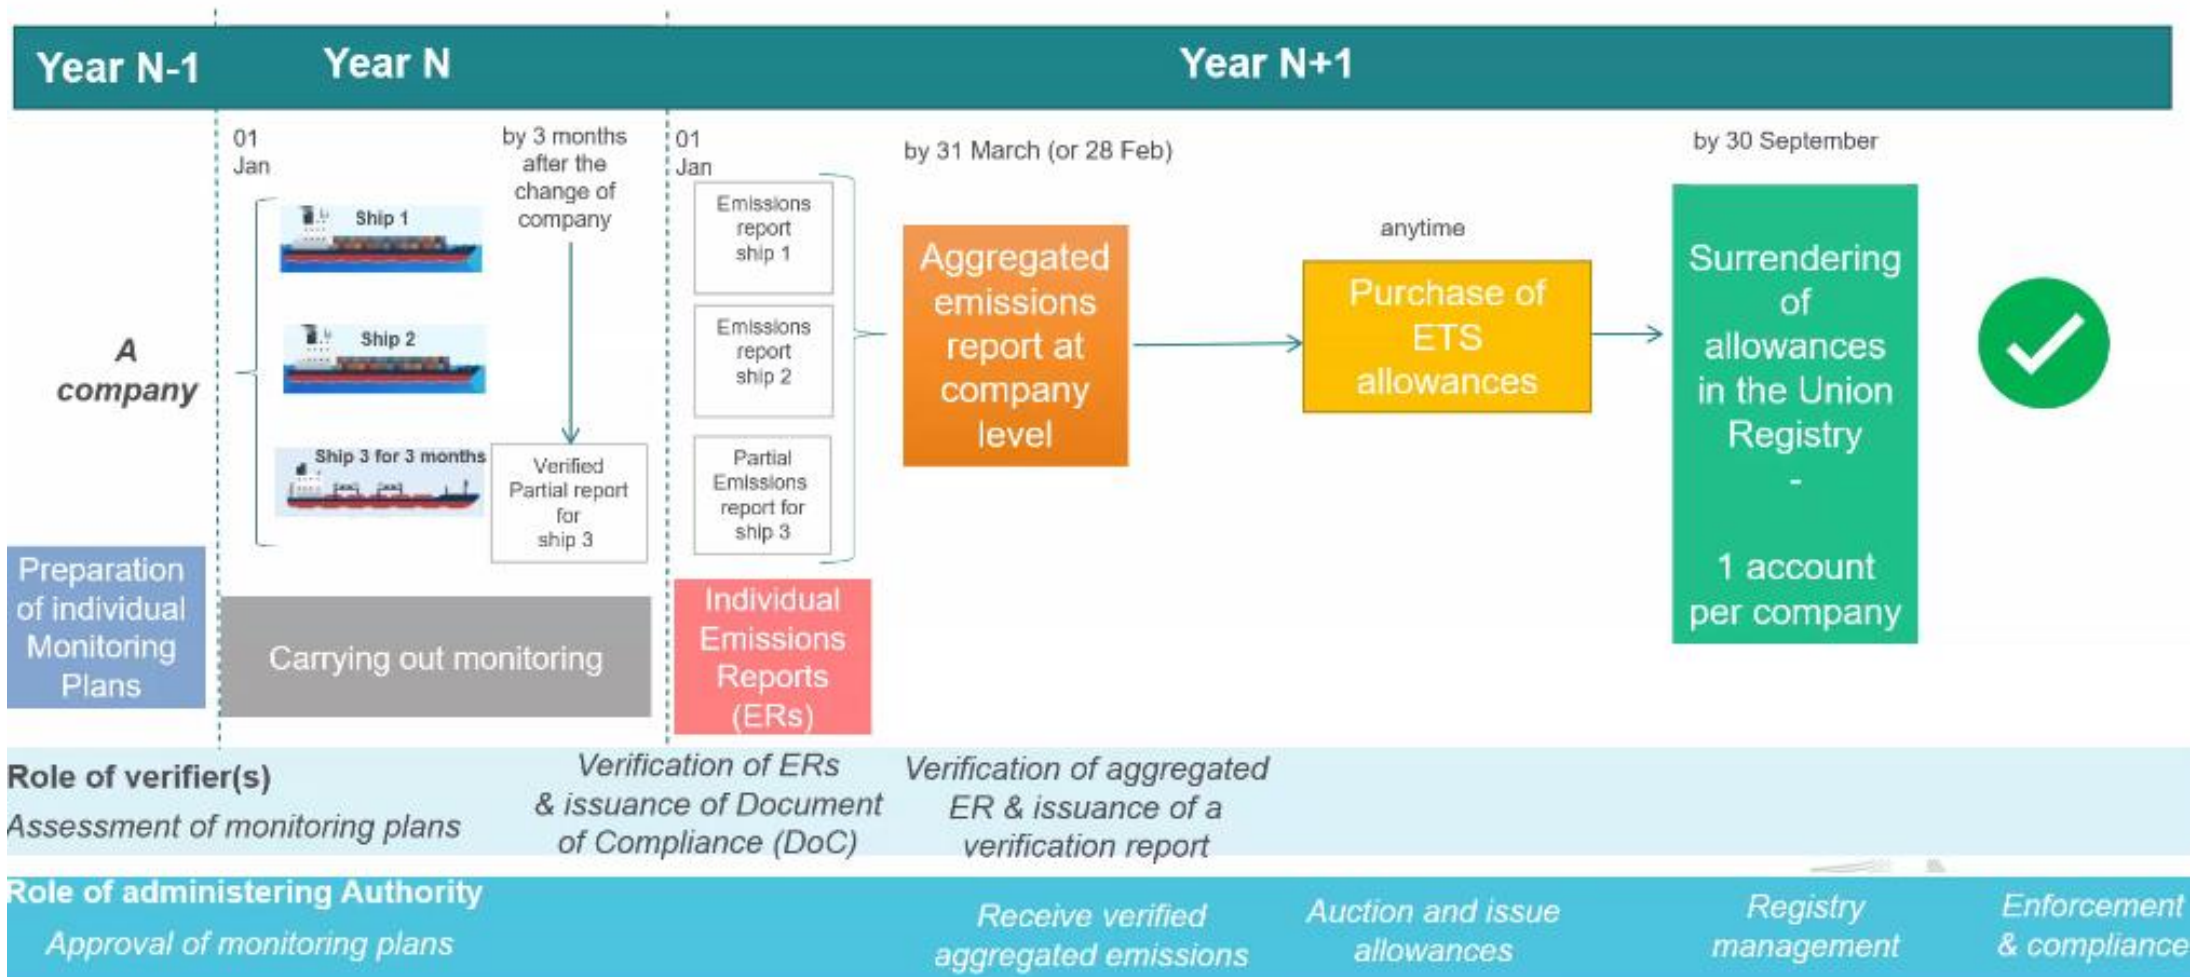 Year N-1
Year N
Year N+1
01
Jan
by 3 months
after the
change of
company
01
Jan
by 31 March (or 28 Feb)
by 30 September
A
company
Ship 1
Ship 2
Ship 3 for 3 months
Verified
Partial report
for
ship 3
Emissions
report
ship 1
Emissions
report
ship 2
Partial
Emissions
report for
ship 3
Aggregated
emissions
report at
company
level
anytime
Purchase of
ETS
allowances
Surrendering
of
allowances
in the Union
Registry
-
1 account
per company
Preparation
of individual
Monitoring
Plans
Carrying out monitoring
Individual
Emissions
Reports
(ERs)
Role of verifier(s)
Assessment of monitoring plans
Verification of ERs
& issuance of Document
of Compliance (DoC)
Verification of aggregated
ER & issuance of a
verification report
Role of administering Authority
Approval of monitoring plans
Receive verified
aggregated emissions
Auction and issue
allowances
Registry
management
Enforcement
& compliance